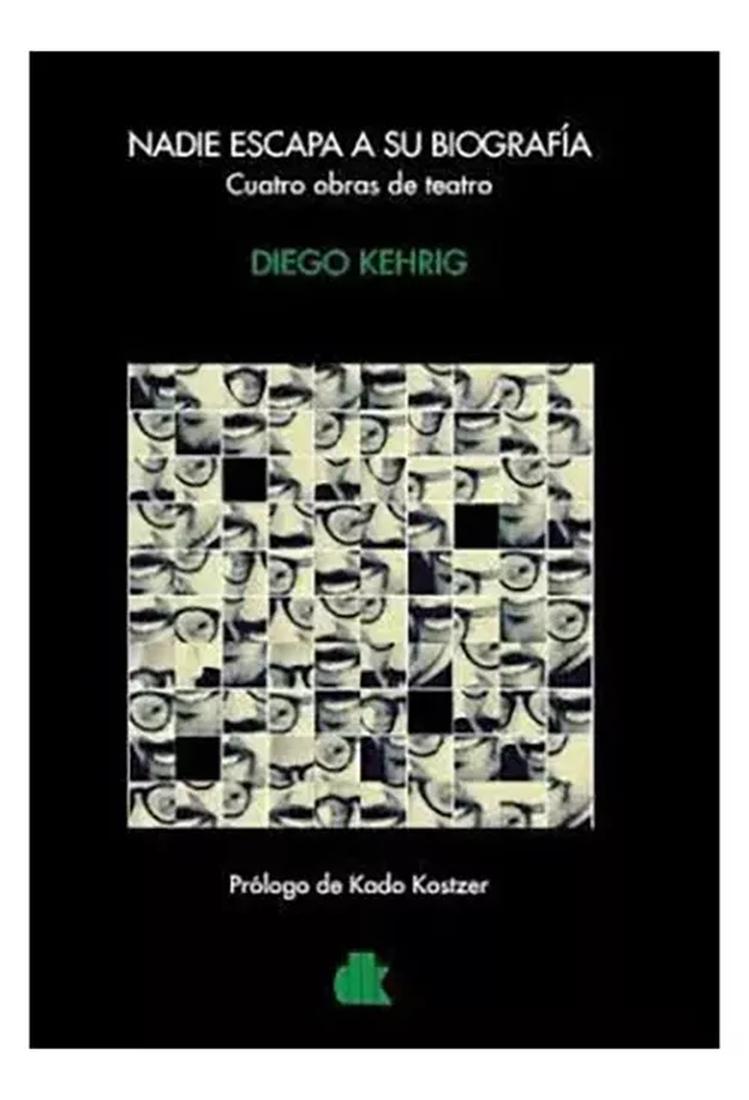 NADIE ESCAPA A SU BIOGRAFÍA
Cuatro obras de teatro
DIEGO KEHRIG
Prólogo de Kado Kostzer
dk